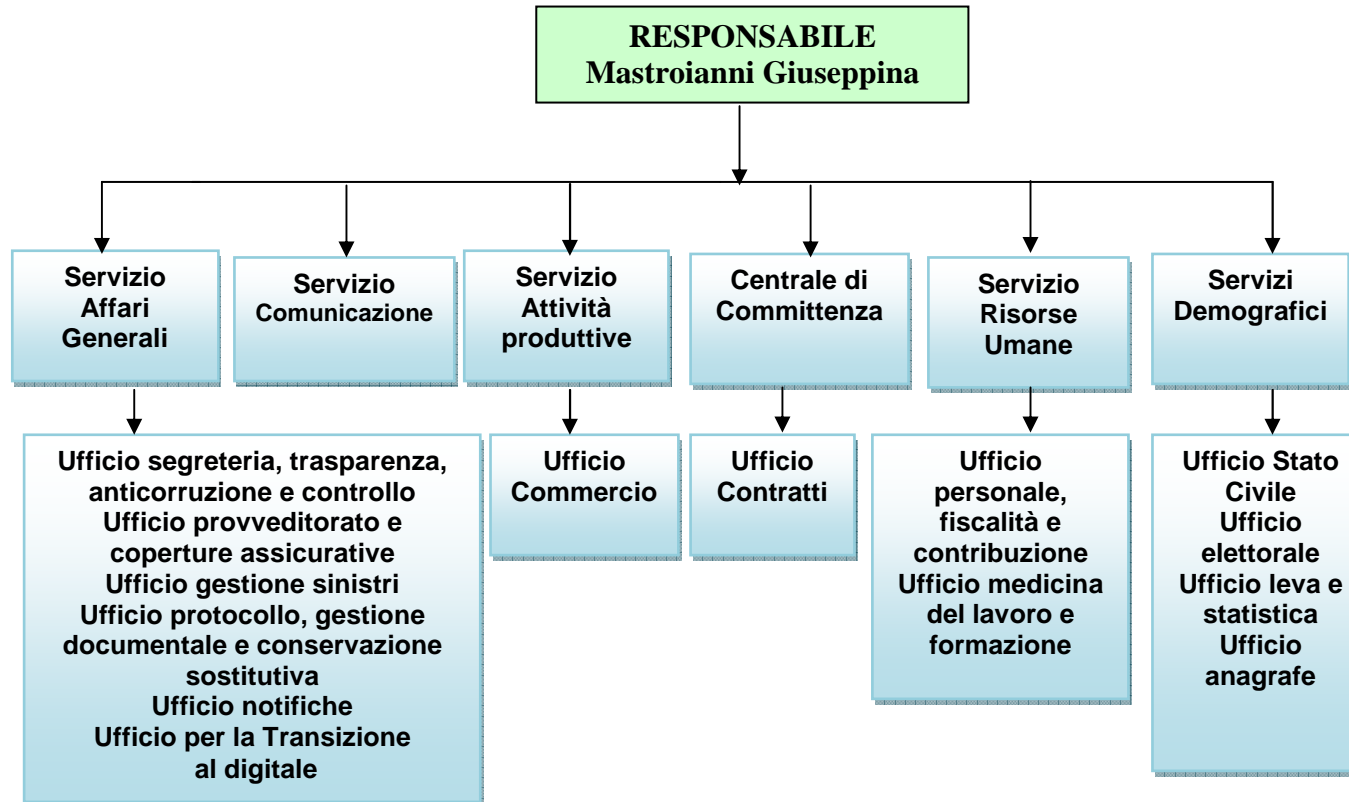 RESPONSABILE
Mastroianni Giuseppina
Servizio
Affari
Generali
Servizio
Comunicazione
Servizio
Attività
produttive
Centrale di
Committenza
Servizio
Risorse
Umane
Servizi
Demografici
Ufficio segreteria, trasparenza,
anticorruzione e controllo
Ufficio provveditorato e
coperture assicurative
Ufficio gestione sinistri
Ufficio protocollo, gestione
documentale e conservazione
sostitutiva
Ufficio notifiche
Ufficio per la Transizione
al digitale
Ufficio
Commercio
Ufficio
Contratti
Ufficio
personale,
fiscalità e
contribuzione
Ufficio medicina
del lavoro e
formazione
Ufficio Stato
Civile
Ufficio
elettorale
Ufficio leva e
statistica
Ufficio
anagrafe